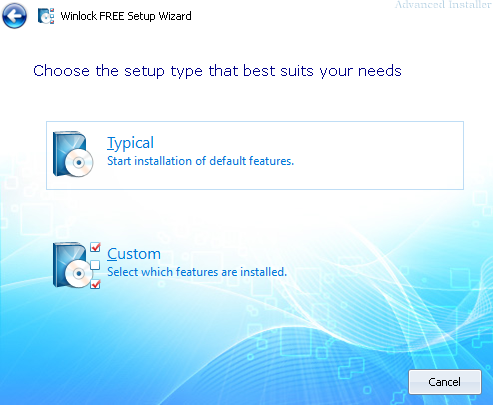 Advanced Installer
Winlock FREE Setup Wizard
Choose the setup type that best suits your needs
Typical
Start installation of default features.
Custom
Select which features are installed.
Cancel